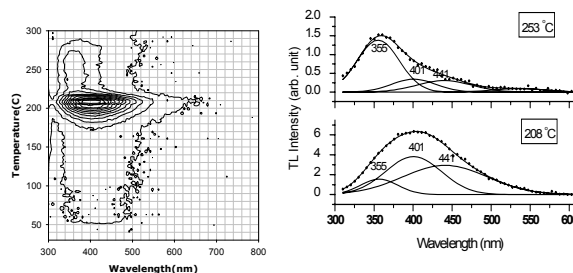 300
250
200
150
100
50
Temperature(C)
300 400 500 600 700 800
Wavelength(nm)
2.0
1.5
1.0
0.5
0.0
253 °C
355
401
441
TL Intensity (arb. unit)
6
4
2
0
208 °C
355
401
441
300 350 400 450 500 550 600
Wavelength (nm)